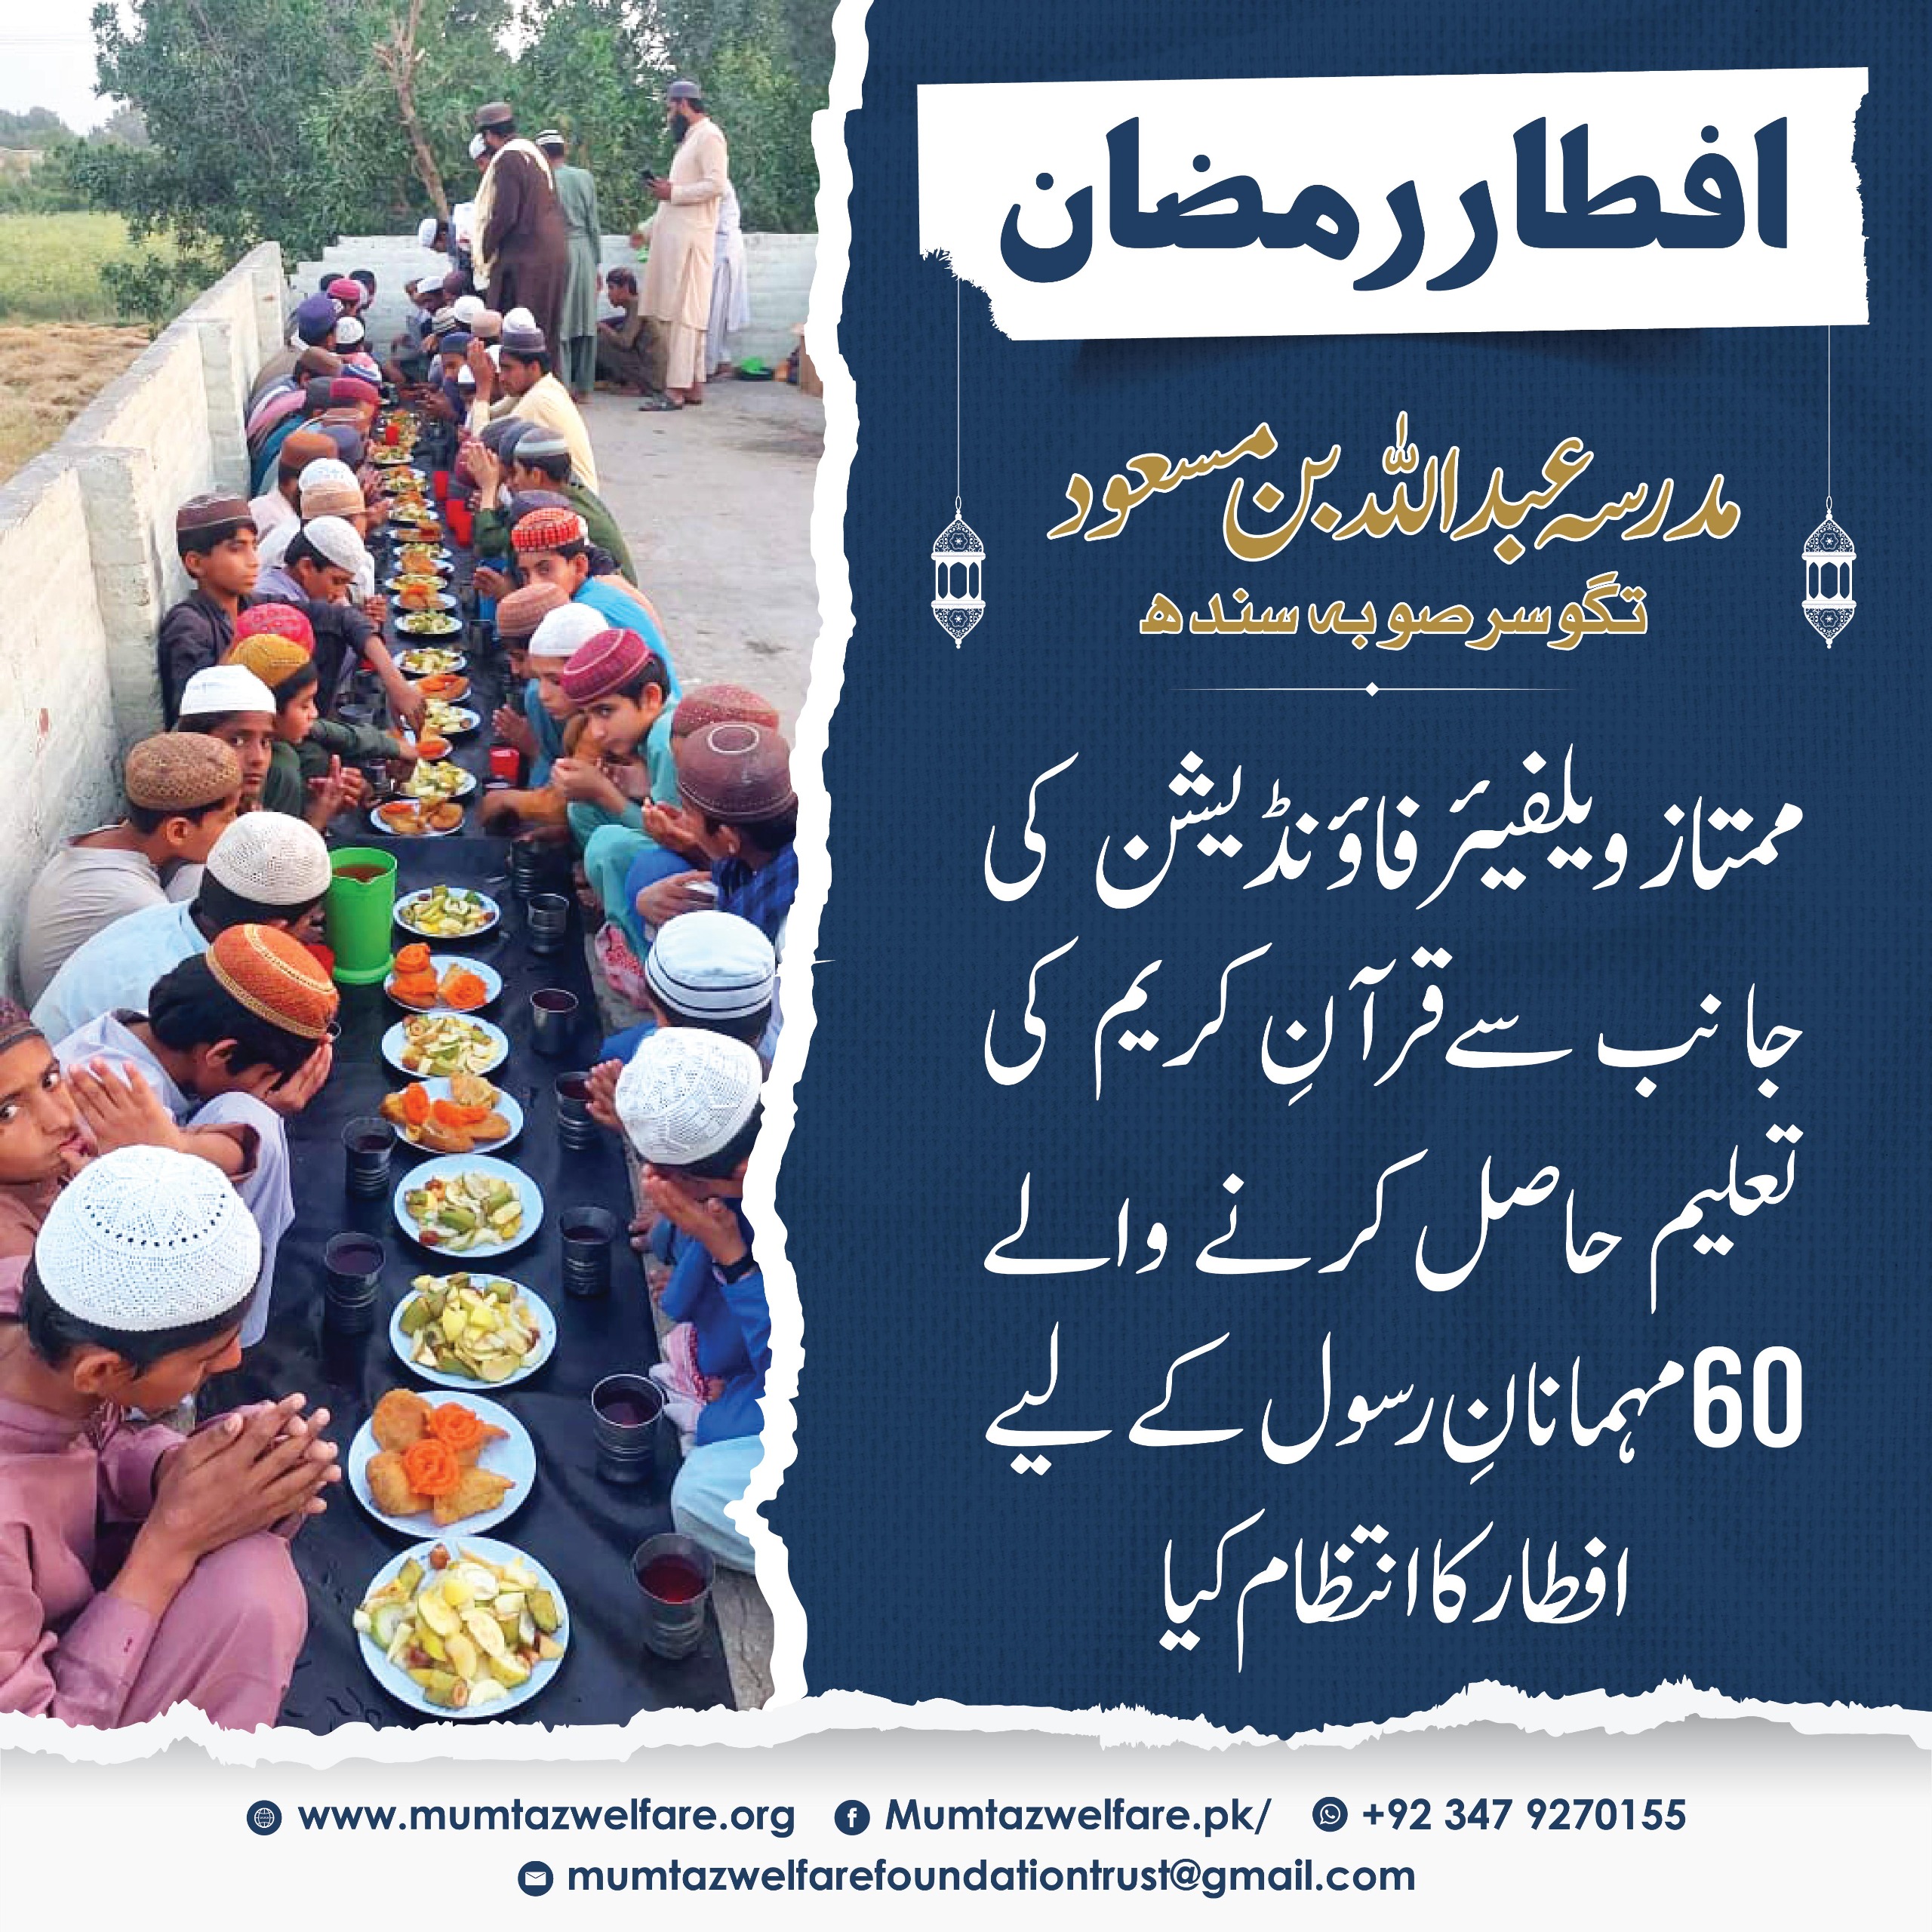 افطار رمضان
مدرسہ عبداللہ بن مسعود
تگوسر صوبہ سندھ
ممتاز ویلفیئر فاؤنڈیشن کی
جانب سے قرآنِ کریم کی
تعلیم حاصل کرنے والے
60 مہمانانِ رسول کے لیے
افطار کا انتظام کیا
www.mumtazwelfare.org Mumtazwelfare.pk/ +92 347 9270155
mumtazwelfarefoundationtrust@gmail.com